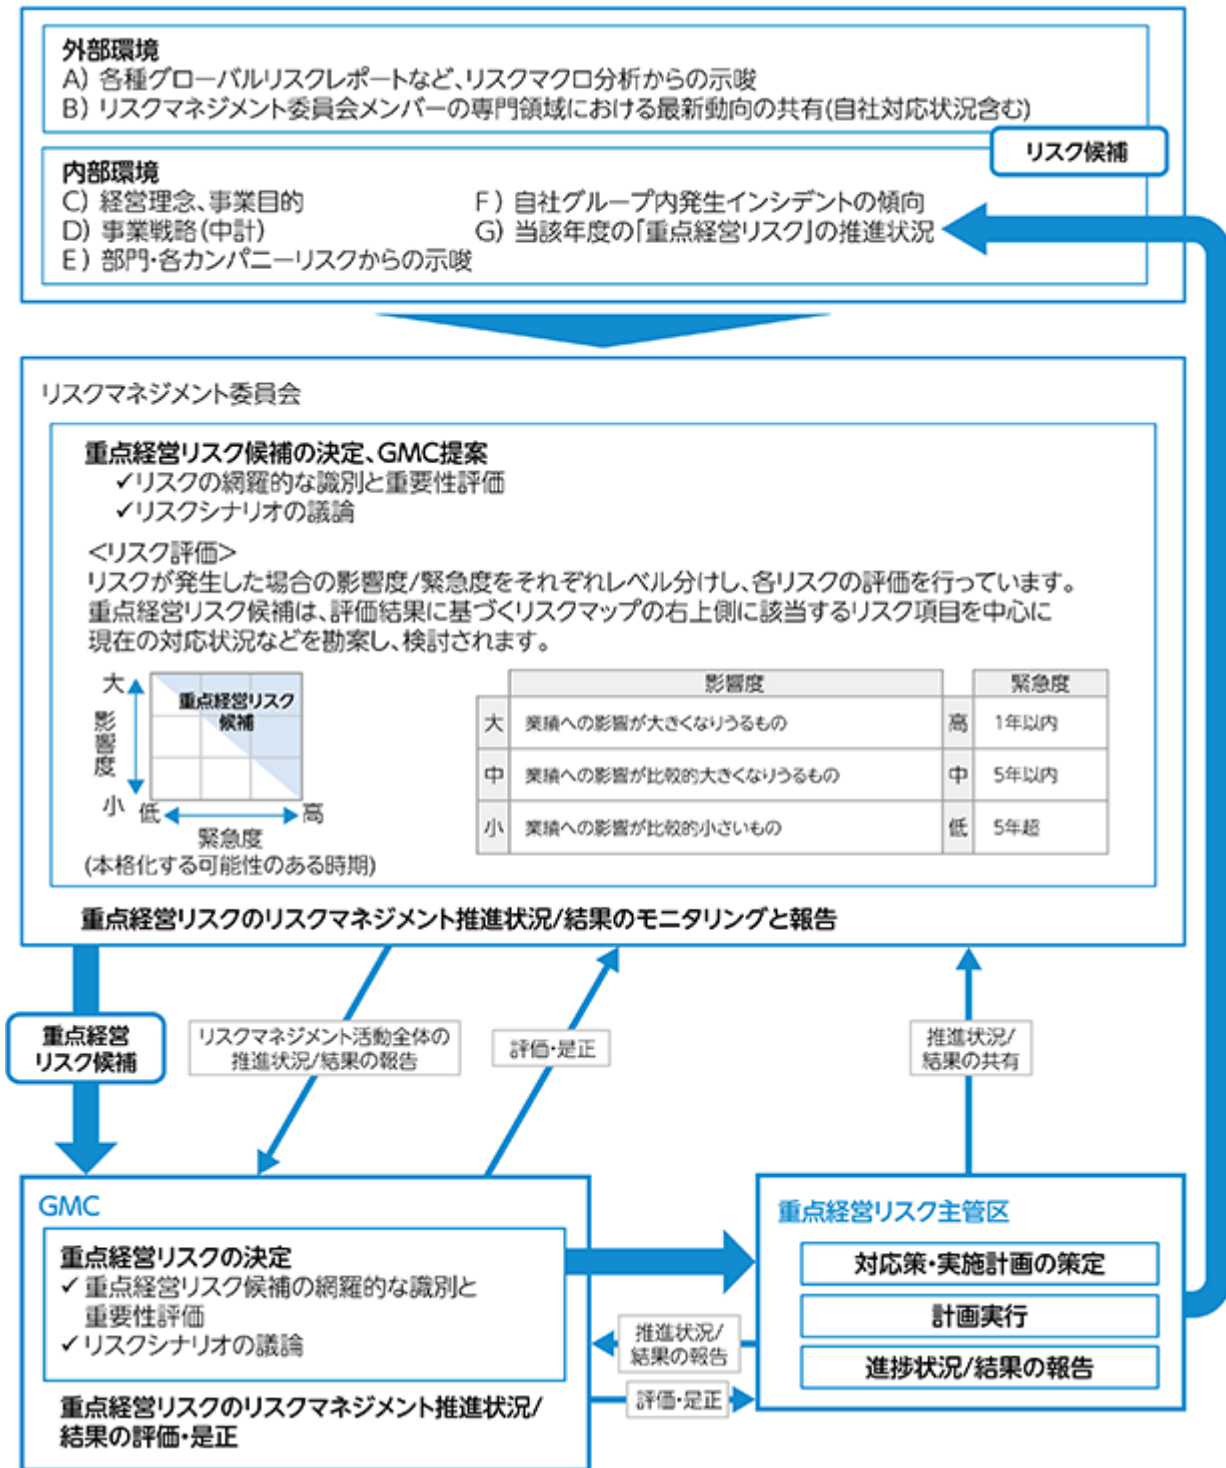 外部環境
A) 各種グローバルリスクレポートなど、リスクマクロ分析からの示唆
B) リスクマネジメント委員会メンバーの専門領域における最新動向の共有(自社対応状況含む)
リスク候補
内部環境
C) 経営理念、事業目的
D) 事業戦略(中計)
E) 部門・各カンパニーリスクからの示唆
F) 自社グループ内発生インシデントの傾向
G) 当該年度の「重点経営リスク」の推進状況
リスクマネジメント委員会
重点経営リスク候補の決定、GMC提案
✓リスクの網羅的な識別と重要性評価
✓リスクシナリオの議論
<リスク評価>
リスクが発生した場合の影響度/緊急度をそれぞれレベル分けし、各リスクの評価を行っています。
重点経営リスク候補は、評価結果に基づくリスクマップの右上側に該当するリスク項目を中心に
現在の対応状況などを勘案し、検討されます。
大
影響度
小
重点経営リスク
候補
低
高
緊急度
(本格化する可能性のある時期)
影響度 緊急度
大 業績への影響が大きくなりうるもの 高 1年以内
中 業績への影響が比較的大きくなりうるもの 中 5年以内
小 業績への影響が比較的小さいもの 低 5年超
重点経営リスクのリスクマネジメント推進状況/結果のモニタリングと報告
重点経営
リスク候補
リスクマネジメント活動全体の
推進状況/結果の報告
評価・是正
推進状況/
結果の共有
GMC
重点経営リスクの決定
✓ 重点経営リスク候補の網羅的な識別と
重要性評価
✓ リスクシナリオの議論
重点経営リスクのリスクマネジメント推進状況/
結果の評価・是正
推進状況/
結果の報告
評価・是正
重点経営リスク主管区
対応策・実施計画の策定
計画実行
進捗状況/結果の報告